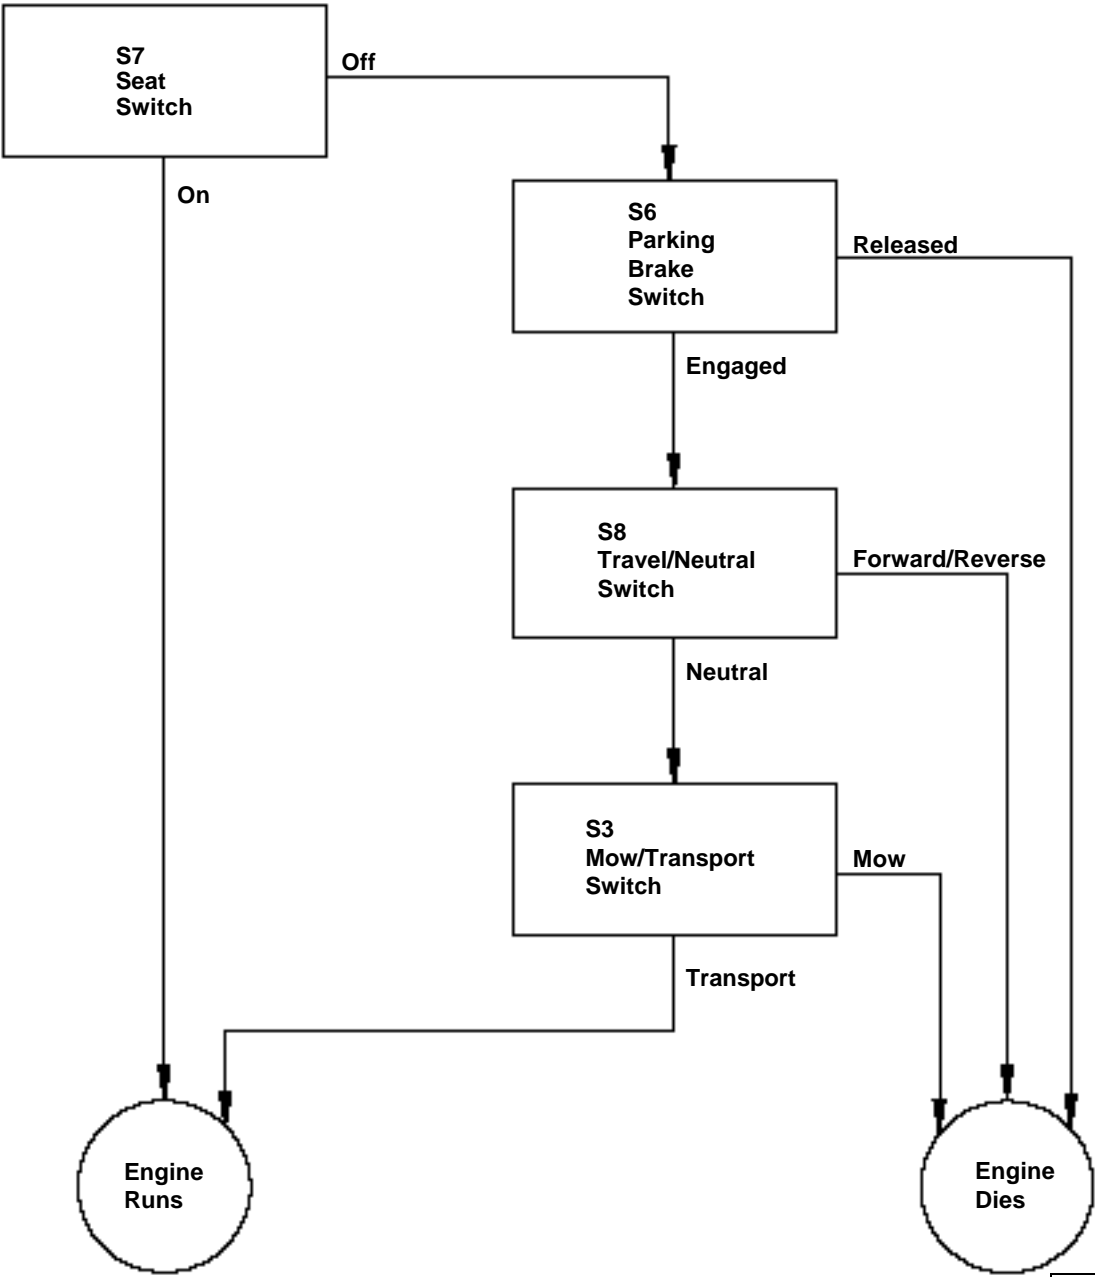 S7
Seat
Switch
Off
On
S6
Parking
Brake
Switch
Released
Engaged
S8
Travel/Neutral
Switch
Forward/Reverse
Neutral
S3
Mow/Transport
Switch
Mow
Transport
Engine
Runs
Engine
Dies